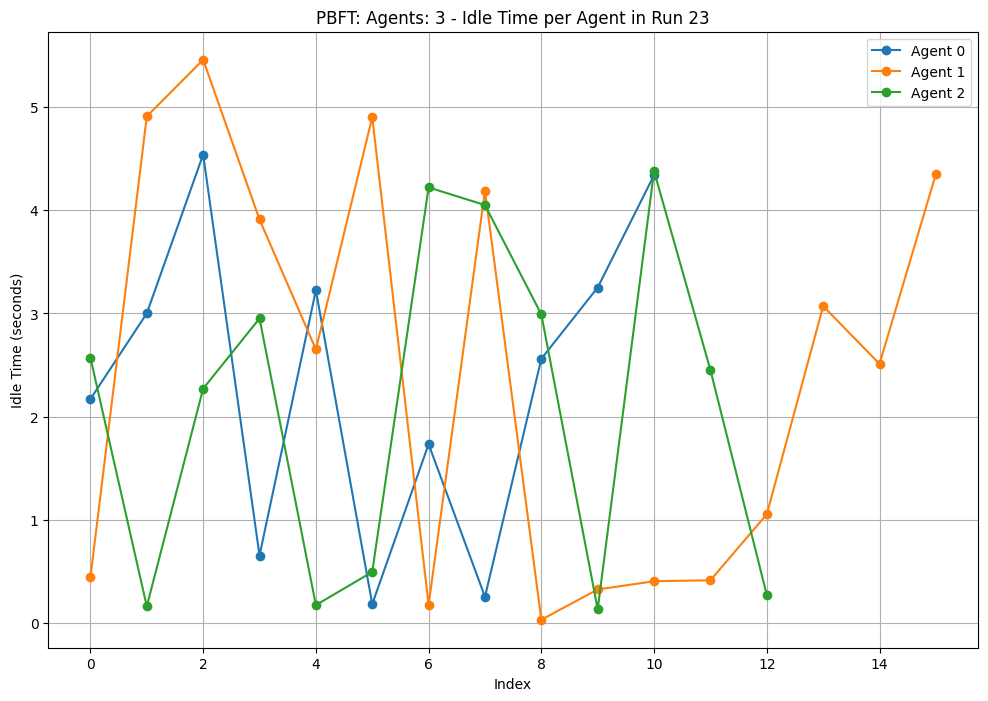 PBFT: Agents: 3 - Idle Time per Agent in Run 23
Agent 0
Agent 1
Agent 2
Idle Time (seconds)
5
4
3
2
1
0
0 2 4 6 8 10 12 14
Index